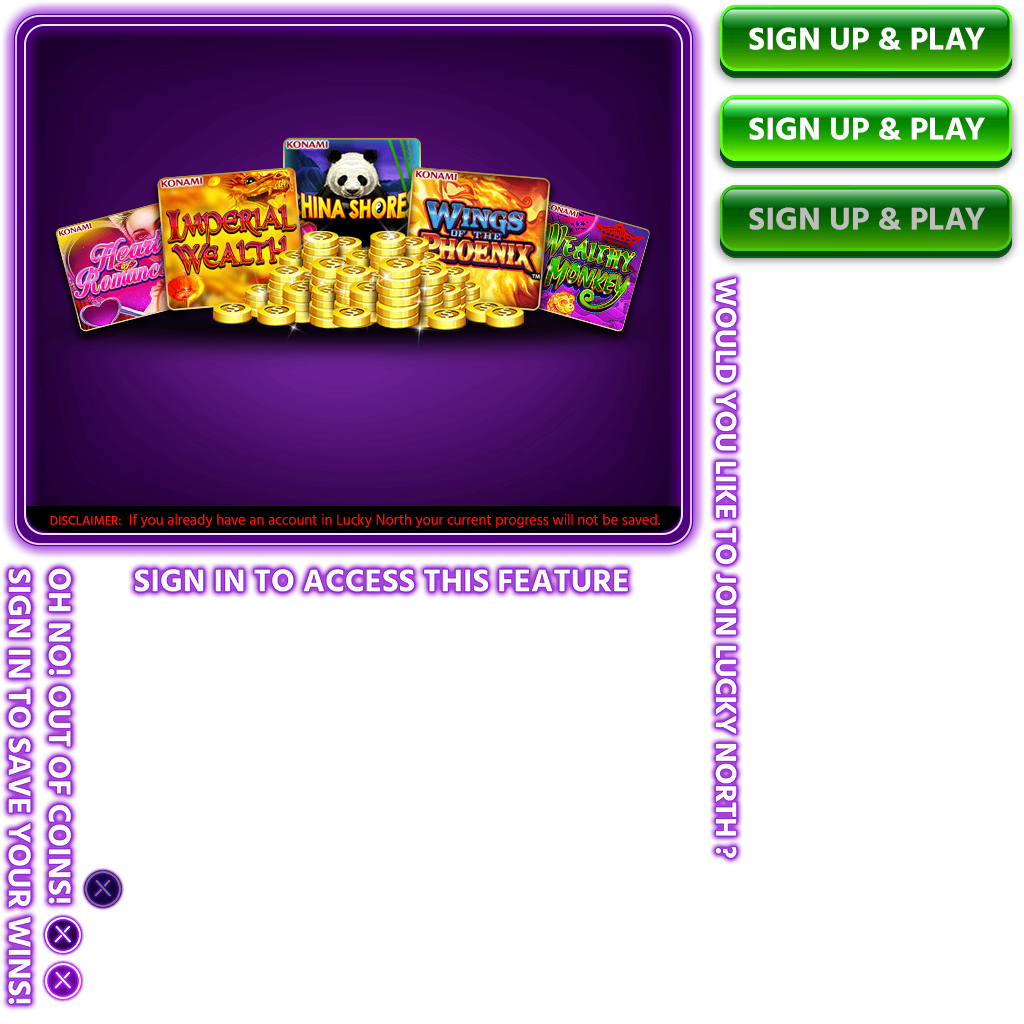 SIGN UP & PLAY
SIGN UP & PLAY
SIGN UP & PLAY
KONAMI
CHINA SHORES
KONAMI
IMPERIAL
WEALTH
KONAMI
WINGS
OF THE
PHOENIX™
KONAMI
Heart
of
Romance
KONAMI
WEALTHY
MONKEY
DISCLAIMER: If you already have an account in Lucky North your current progress will not be saved.
SIGN IN TO ACCESS THIS FEATURE
WOULD YOU LIKE TO JOIN LUCKY NORTH ?
OH NO! OUT OF COINS!
SIGN IN TO SAVE YOUR WINS!